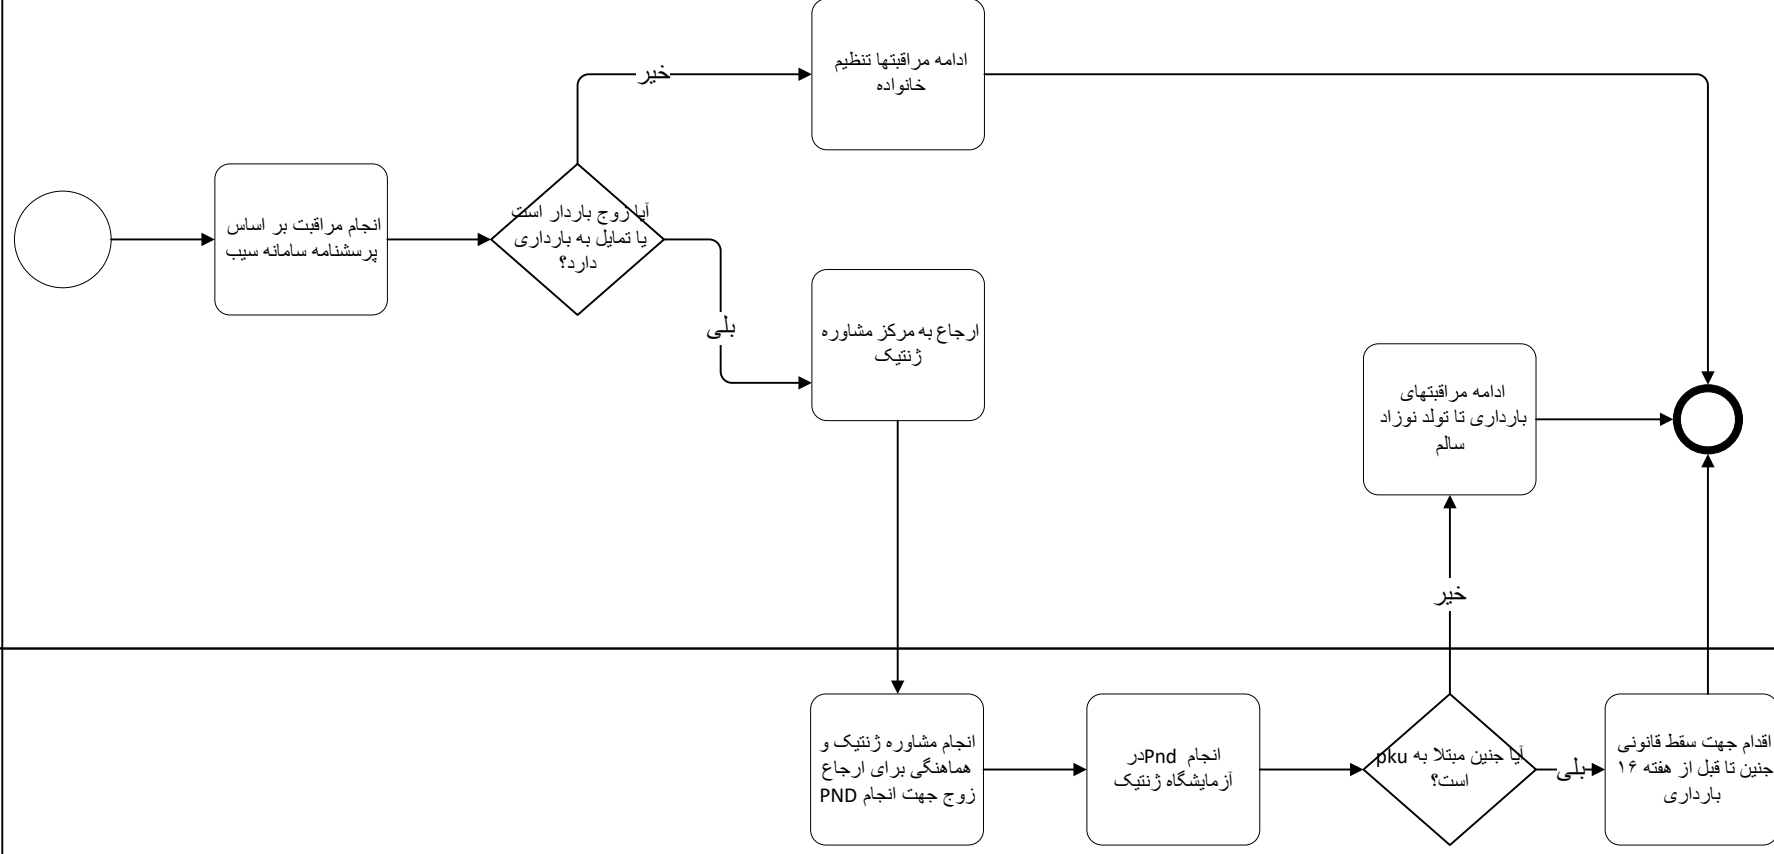 ادامه مراقبتها تنظیم
خانواده
خیر
انجام مراقبت بر اساس
پرسشنامه سامانه سیب
آیا زوج باردار است
یا تمایل به بارداری
دارد؟
بلی
ارجاع به مرکز مشاوره
ژنتیک
ادامه مراقبتهای
بارداری تا تولد نوزاد
سالم
خیر
انجام مشاوره ژنتیک و
هماهنگی برای ارجاع
زوج جهت انجام PND
انجام Pndدر
آزمایشگاه ژنتیک
آیا جنین مبتلا به pku
است؟
بلی
اقدام جهت سقط قانونی
جنین تا قبل از هفته ۱۶
بارداری